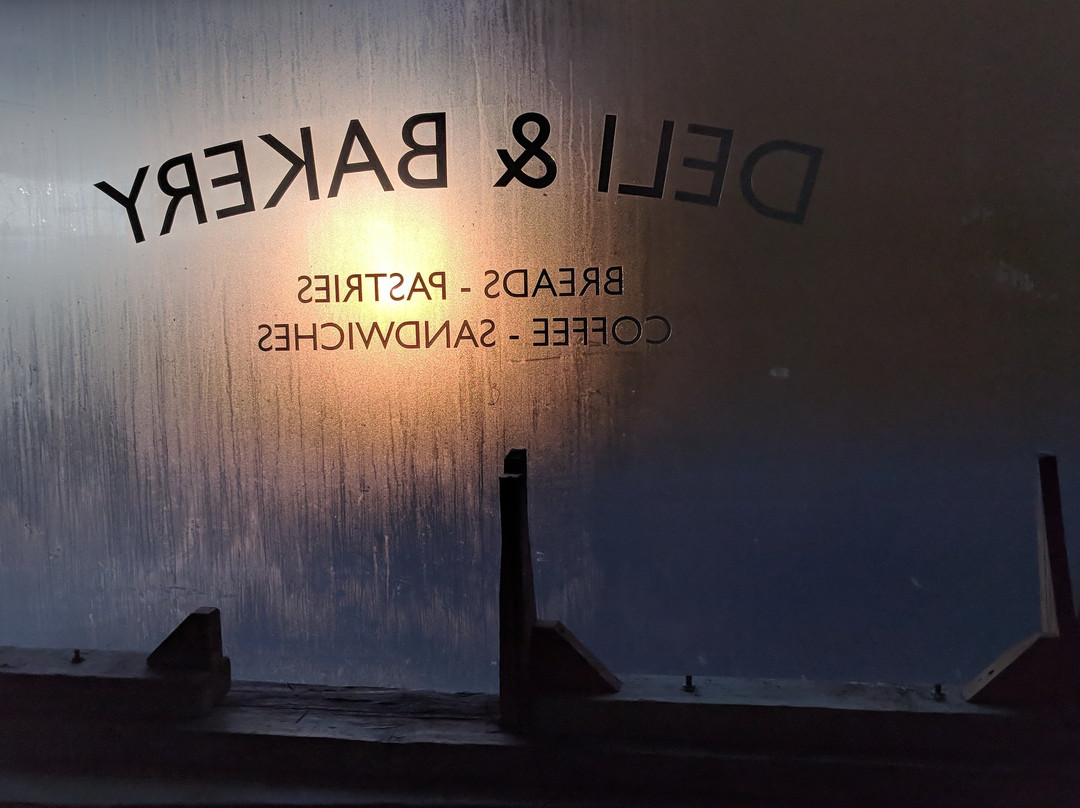 DELI & BAKERY
BREADS - PASTRIES
COFFEE - SANDWICHES